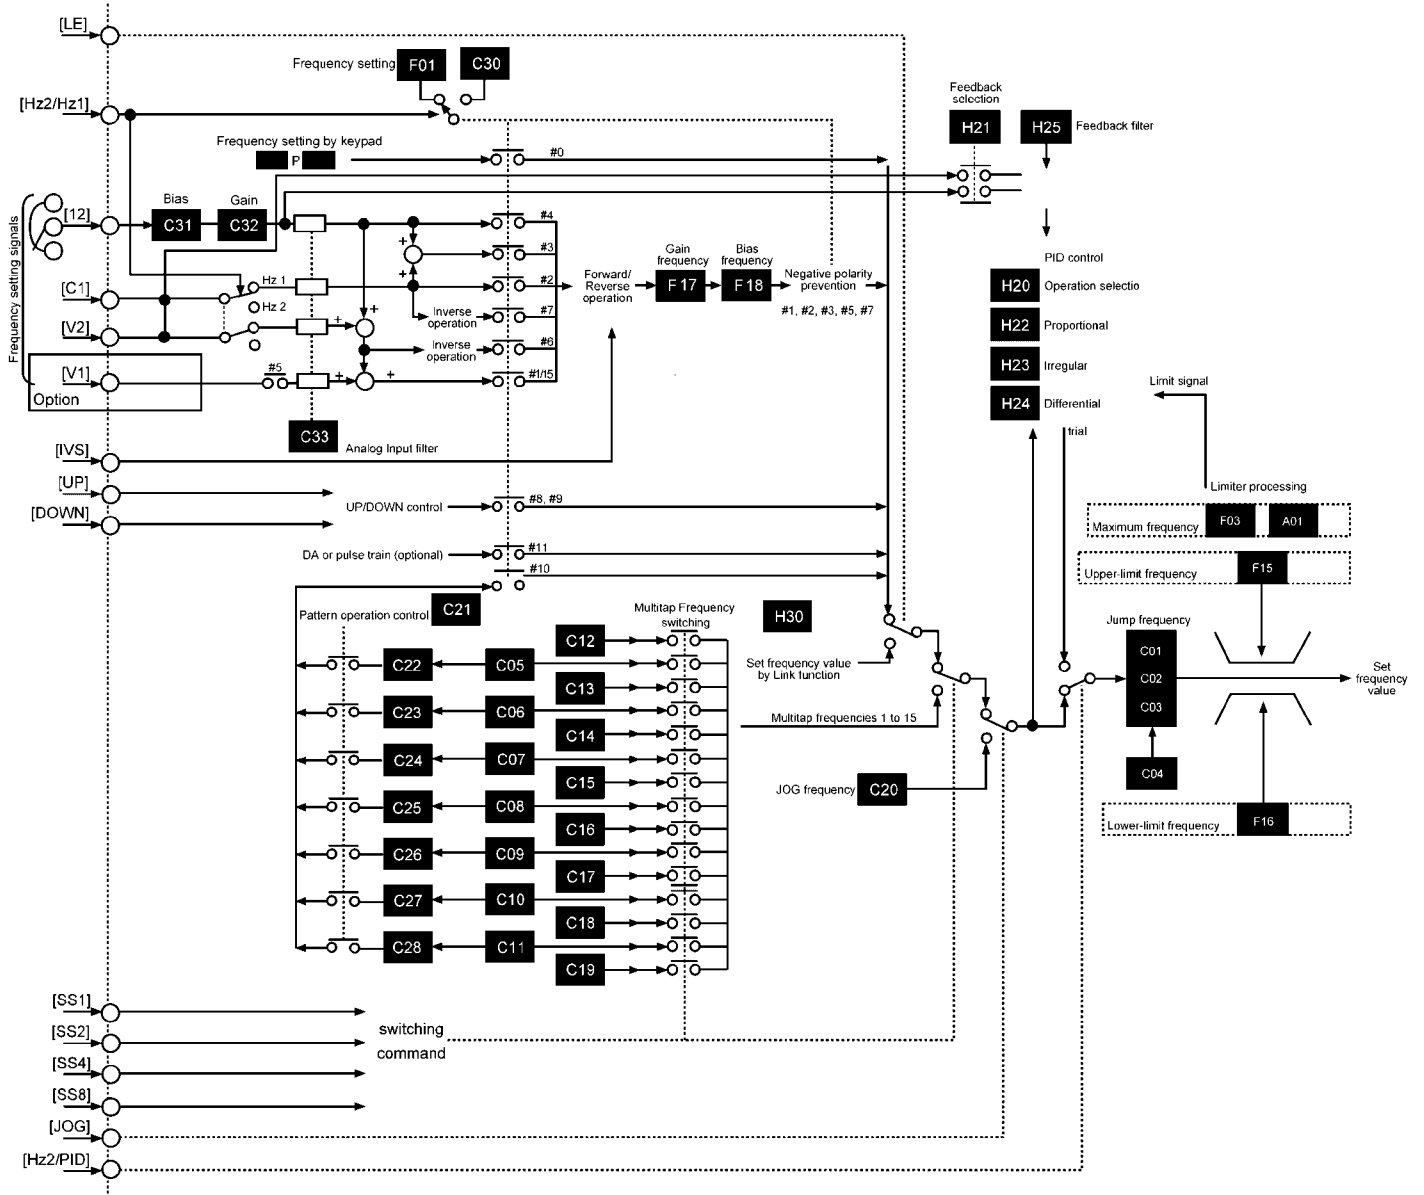 [LE]
Frequency setting F01 C30
[Hz2/Hz1]
Feedback
selection
H21 H25 Feedback filter
Frequency setting by keypad
P
#0
Frequency setting signals
[12]
Bias
C31
Gain
C32
+
+
#4
#3
[C1]
Hz 1
Hz 2
#2
[V2]
+
+
Inverse
operation
#7
Inverse
operation
#6
[V1]
Option
#5
+
+
#1/15
C33
Analog Input filter
Forward/
Reverse
operation
Gain
frequency
F 17
Bias
frequency
F 18
Negative polarity
prevention
#1, #2, #3, #5, #7
PID control
H20 Operation selectio
H22 Proportional
H23 Irregular
H24 Differential
trial
Limit signal
Limiter processing
Maximum frequency F03 A01
Upper-limit frequency F15
[IVS]
[UP]
[DOWN]
UP/DOWN control
#8, #9
DA or pulse train (optional)
#11
#10
Pattern operation control C21
Multitap Frequency
switching
H30
Set frequency value
by Link function
Multitap frequencies 1 to 15
JOG frequency C20
Jump frequency
C01
C02
C03
C04
Lower-limit frequency F16
Set
frequency
value
C12
C22 C05
C13
C23 C06
C14
C24 C07
C15
C25 C08
C16
C26 C09
C17
C27 C10
C18
C28 C11
C19
[SS1]
[SS2]
[SS4]
[SS8]
switching
command
[JOG]
[Hz2/PID]